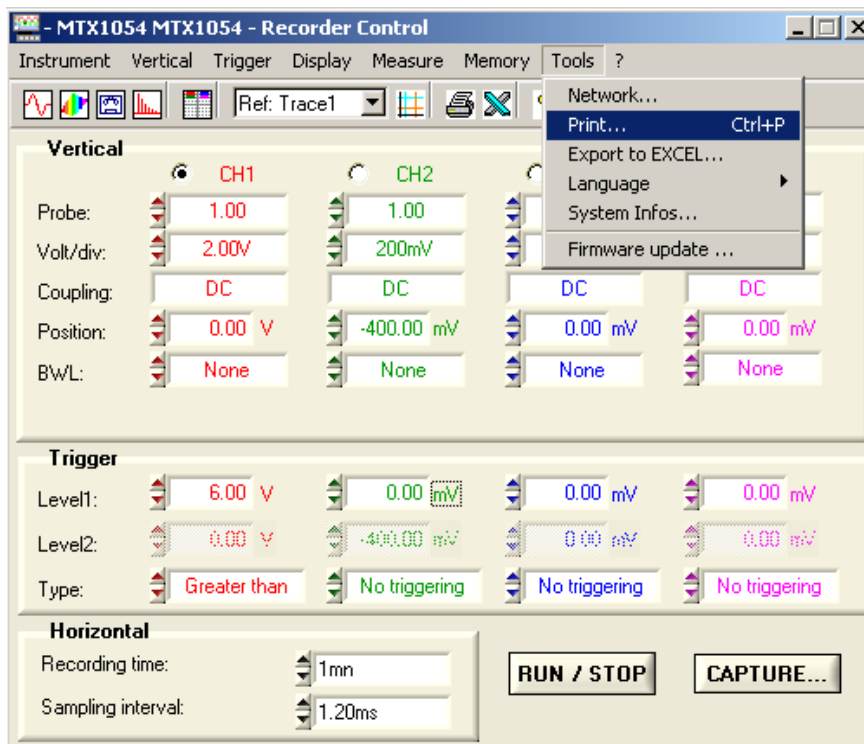 - MTX1054 MTX1054 - Recorder Control
Instrument Vertical Trigger Display Measure Memory Tools ?
Ref: Trace1
Network...
Print... Ctrl+P
Export to EXCEL...
Language
System Infos...
Firmware update ...
Vertical
CH1 CH2
Probe: 1.00 1.00
Volt/div: 2.00V 200mV
Coupling: DC DC DC DC
Position: 0.00 V -400.00 mV 0.00 mV 0.00 mV
BWL: None None None None
Trigger
Level1: 6.00 V 0.00 mV 0.00 mV 0.00 mV
Level2: 0.00 V -400.00 mV 0.00 mV 0.00 mV
Type: Greater than No triggering No triggering No triggering
Horizontal
Recording time: 1mn
Sampling interval: 1.20ms
RUN / STOP CAPTURE...